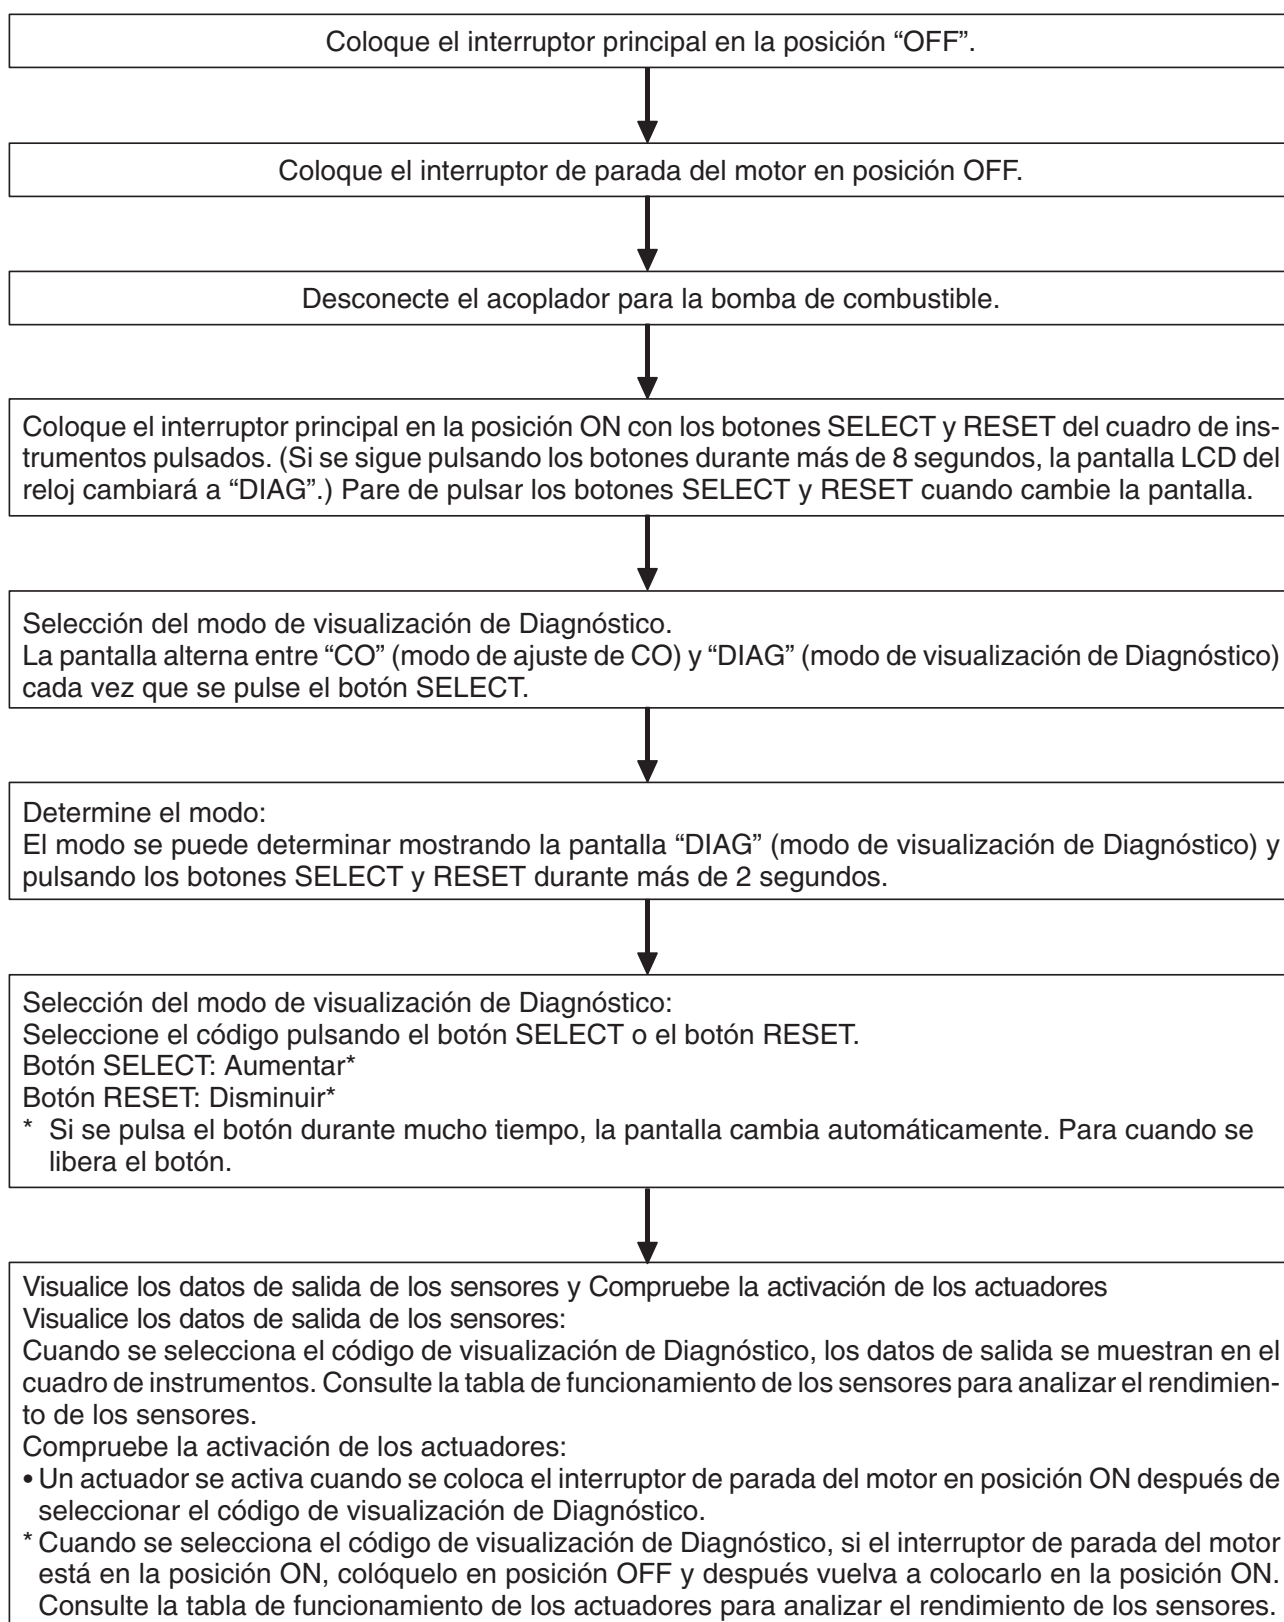 Coloque el interruptor principal en la posición “OFF”.
Coloque el interruptor de parada del motor en posición OFF.
Desconecte el acoplador para la bomba de combustible.
Coloque el interruptor principal en la posición ON con los botones SELECT y RESET del cuadro de ins-
trumentos pulsados. (Si se sigue pulsando los botones durante más de 8 segundos, la pantalla LCD del
reloj cambiará a “DIAG”.) Pare de pulsar los botones SELECT y RESET cuando cambie la pantalla.
Selección del modo de visualización de Diagnóstico.
La pantalla alterna entre “CO” (modo de ajuste de CO) y “DIAG” (modo de visualización de Diagnóstico)
cada vez que se pulse el botón SELECT.
Determine el modo:
El modo se puede determinar mostrando la pantalla “DIAG” (modo de visualización de Diagnóstico) y
pulsando los botones SELECT y RESET durante más de 2 segundos.
Selección del modo de visualización de Diagnóstico:
Seleccione el código pulsando el botón SELECT o el botón RESET.
Botón SELECT: Aumentar*
Botón RESET: Disminuir*
* Si se pulsa el botón durante mucho tiempo, la pantalla cambia automáticamente. Para cuando se
libera el botón.
Visualice los datos de salida de los sensores y Compruebe la activación de los actuadores
Visualice los datos de salida de los sensores:
Cuando se selecciona el código de visualización de Diagnóstico, los datos de salida se muestran en el
cuadro de instrumentos. Consulte la tabla de funcionamiento de los sensores para analizar el rendimien-
to de los sensores.
Compruebe la activación de los actuadores:
• Un actuador se activa cuando se coloca el interruptor de parada del motor en posición ON después de
seleccionar el código de visualización de Diagnóstico.
* Cuando se selecciona el código de visualización de Diagnóstico, si el interruptor de parada del motor
está en la posición ON, colóquelo en posición OFF y después vuelva a colocarlo en la posición ON.
Consulte la tabla de funcionamiento de los actuadores para analizar el rendimiento de los sensores.